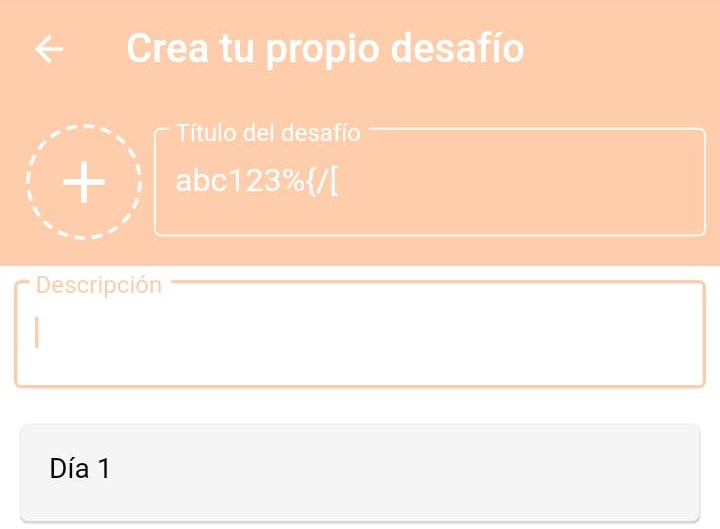 Crea tu propio desafío
Título del desafío
abc123%{/[
Descripción
Día 1